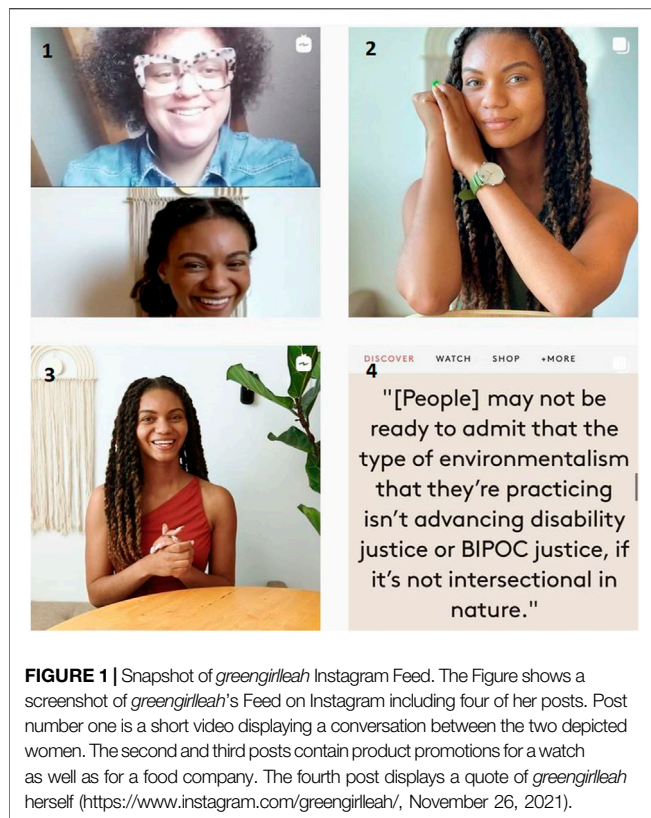 1
2
3
DISCOVER WATCH SHOP +MORE
4
"[People] may not be
ready to admit that the
type of environmentalism
that they're practicing
isn't advancing disability
justice or BIPOC justice, if
it's not intersectional in
nature."
FIGURE 1 | Snapshot of greengirlleah Instagram Feed. The Figure shows a
screenshot of greengirlleah's Feed on Instagram including four of her posts. Post
number one is a short video displaying a conversation between the two depicted
women. The second and third posts contain product promotions for a watch
as well as for a food company. The fourth post displays a quote of greengirlleah
herself (https://www.instagram.com/greengirlleah/, November 26, 2021).